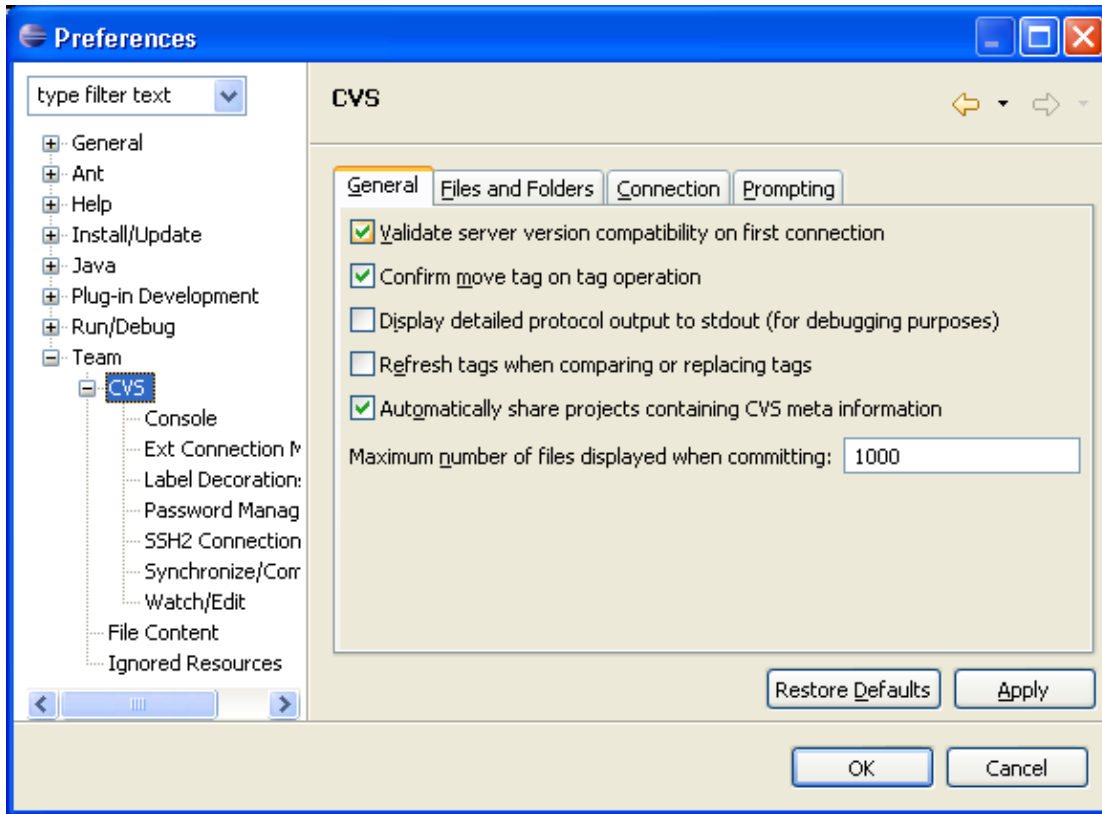 Preferences
type filter text
General
Ant
Help
Install/Update
Java
Plug-in Development
Run/Debug
Team
CVS
Console
Ext Connection M
Label Decorations
Password Manag
SSH2 Connection
Synchronize/Com
Watch/Edit
File Content
Ignored Resources
CVS
General Files and Folders Connection Prompting
Validate server version compatibility on first connection
Confirm move tag on tag operation
Display detailed protocol output to stdout (for debugging purposes)
Refresh tags when comparing or replacing tags
Automatically share projects containing CVS meta information
Maximum number of files displayed when committing: 1000
Restore Defaults Apply
OK Cancel